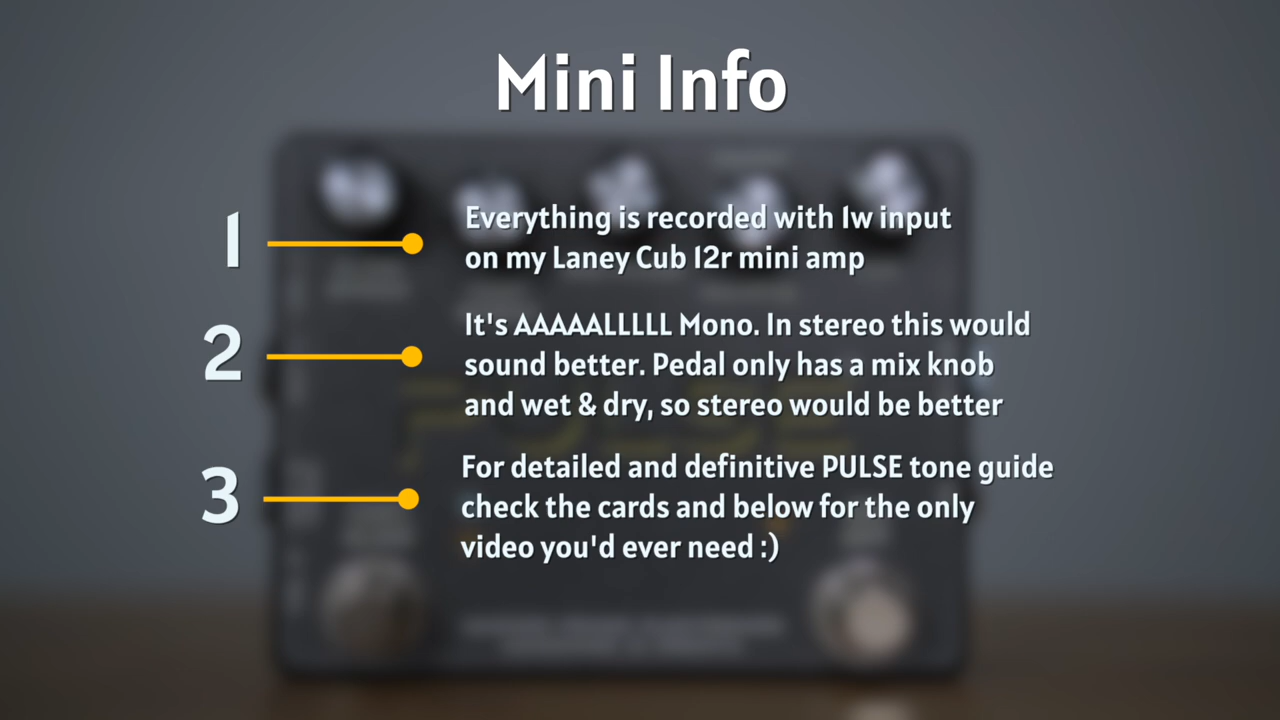 Mini Info
1
Everything is recorded with 1w input
on my Laney Cub 12r mini amp
2
It's AAAAALLLLL Mono. In stereo this would
sound better. Pedal only has a mix knob
and wet & dry, so stereo would be better
3
For detailed and definitive PULSE tone guide
check the cards and below for the only
video you'd ever need :)
PULSE